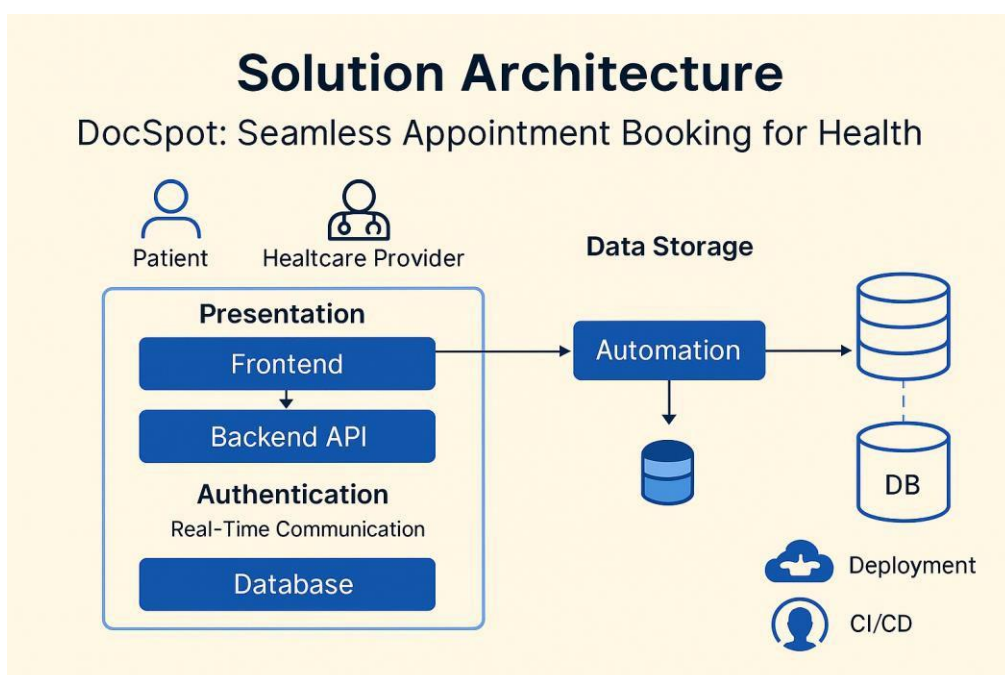 Solution Architecture
DocSpot: Seamless Appointment Booking for Health
Patient
Healtcare Provider
Data Storage
Presentation
Frontend
Automation
Backend API
Authentication
Real-Time Communication
DB
Database
Deployment
CI/CD